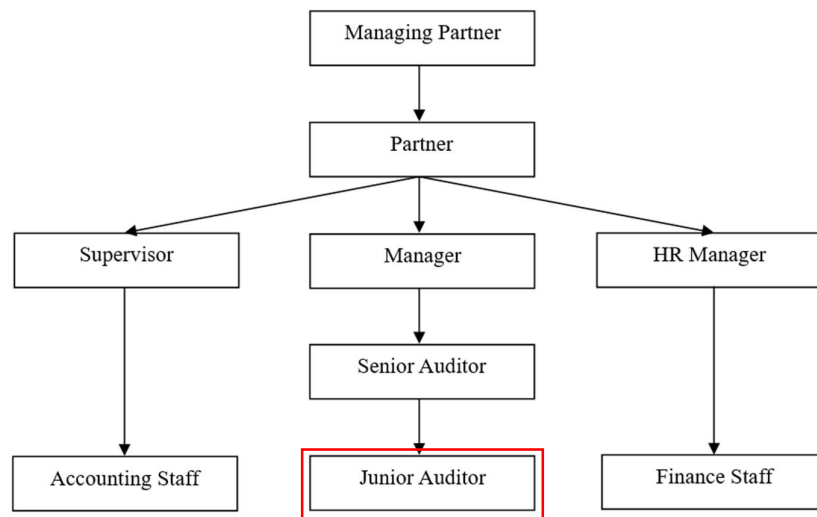 Managing Partner
Partner
Supervisor
Manager
HR Manager
Senior Auditor
Accounting Staff
Junior Auditor
Finance Staff